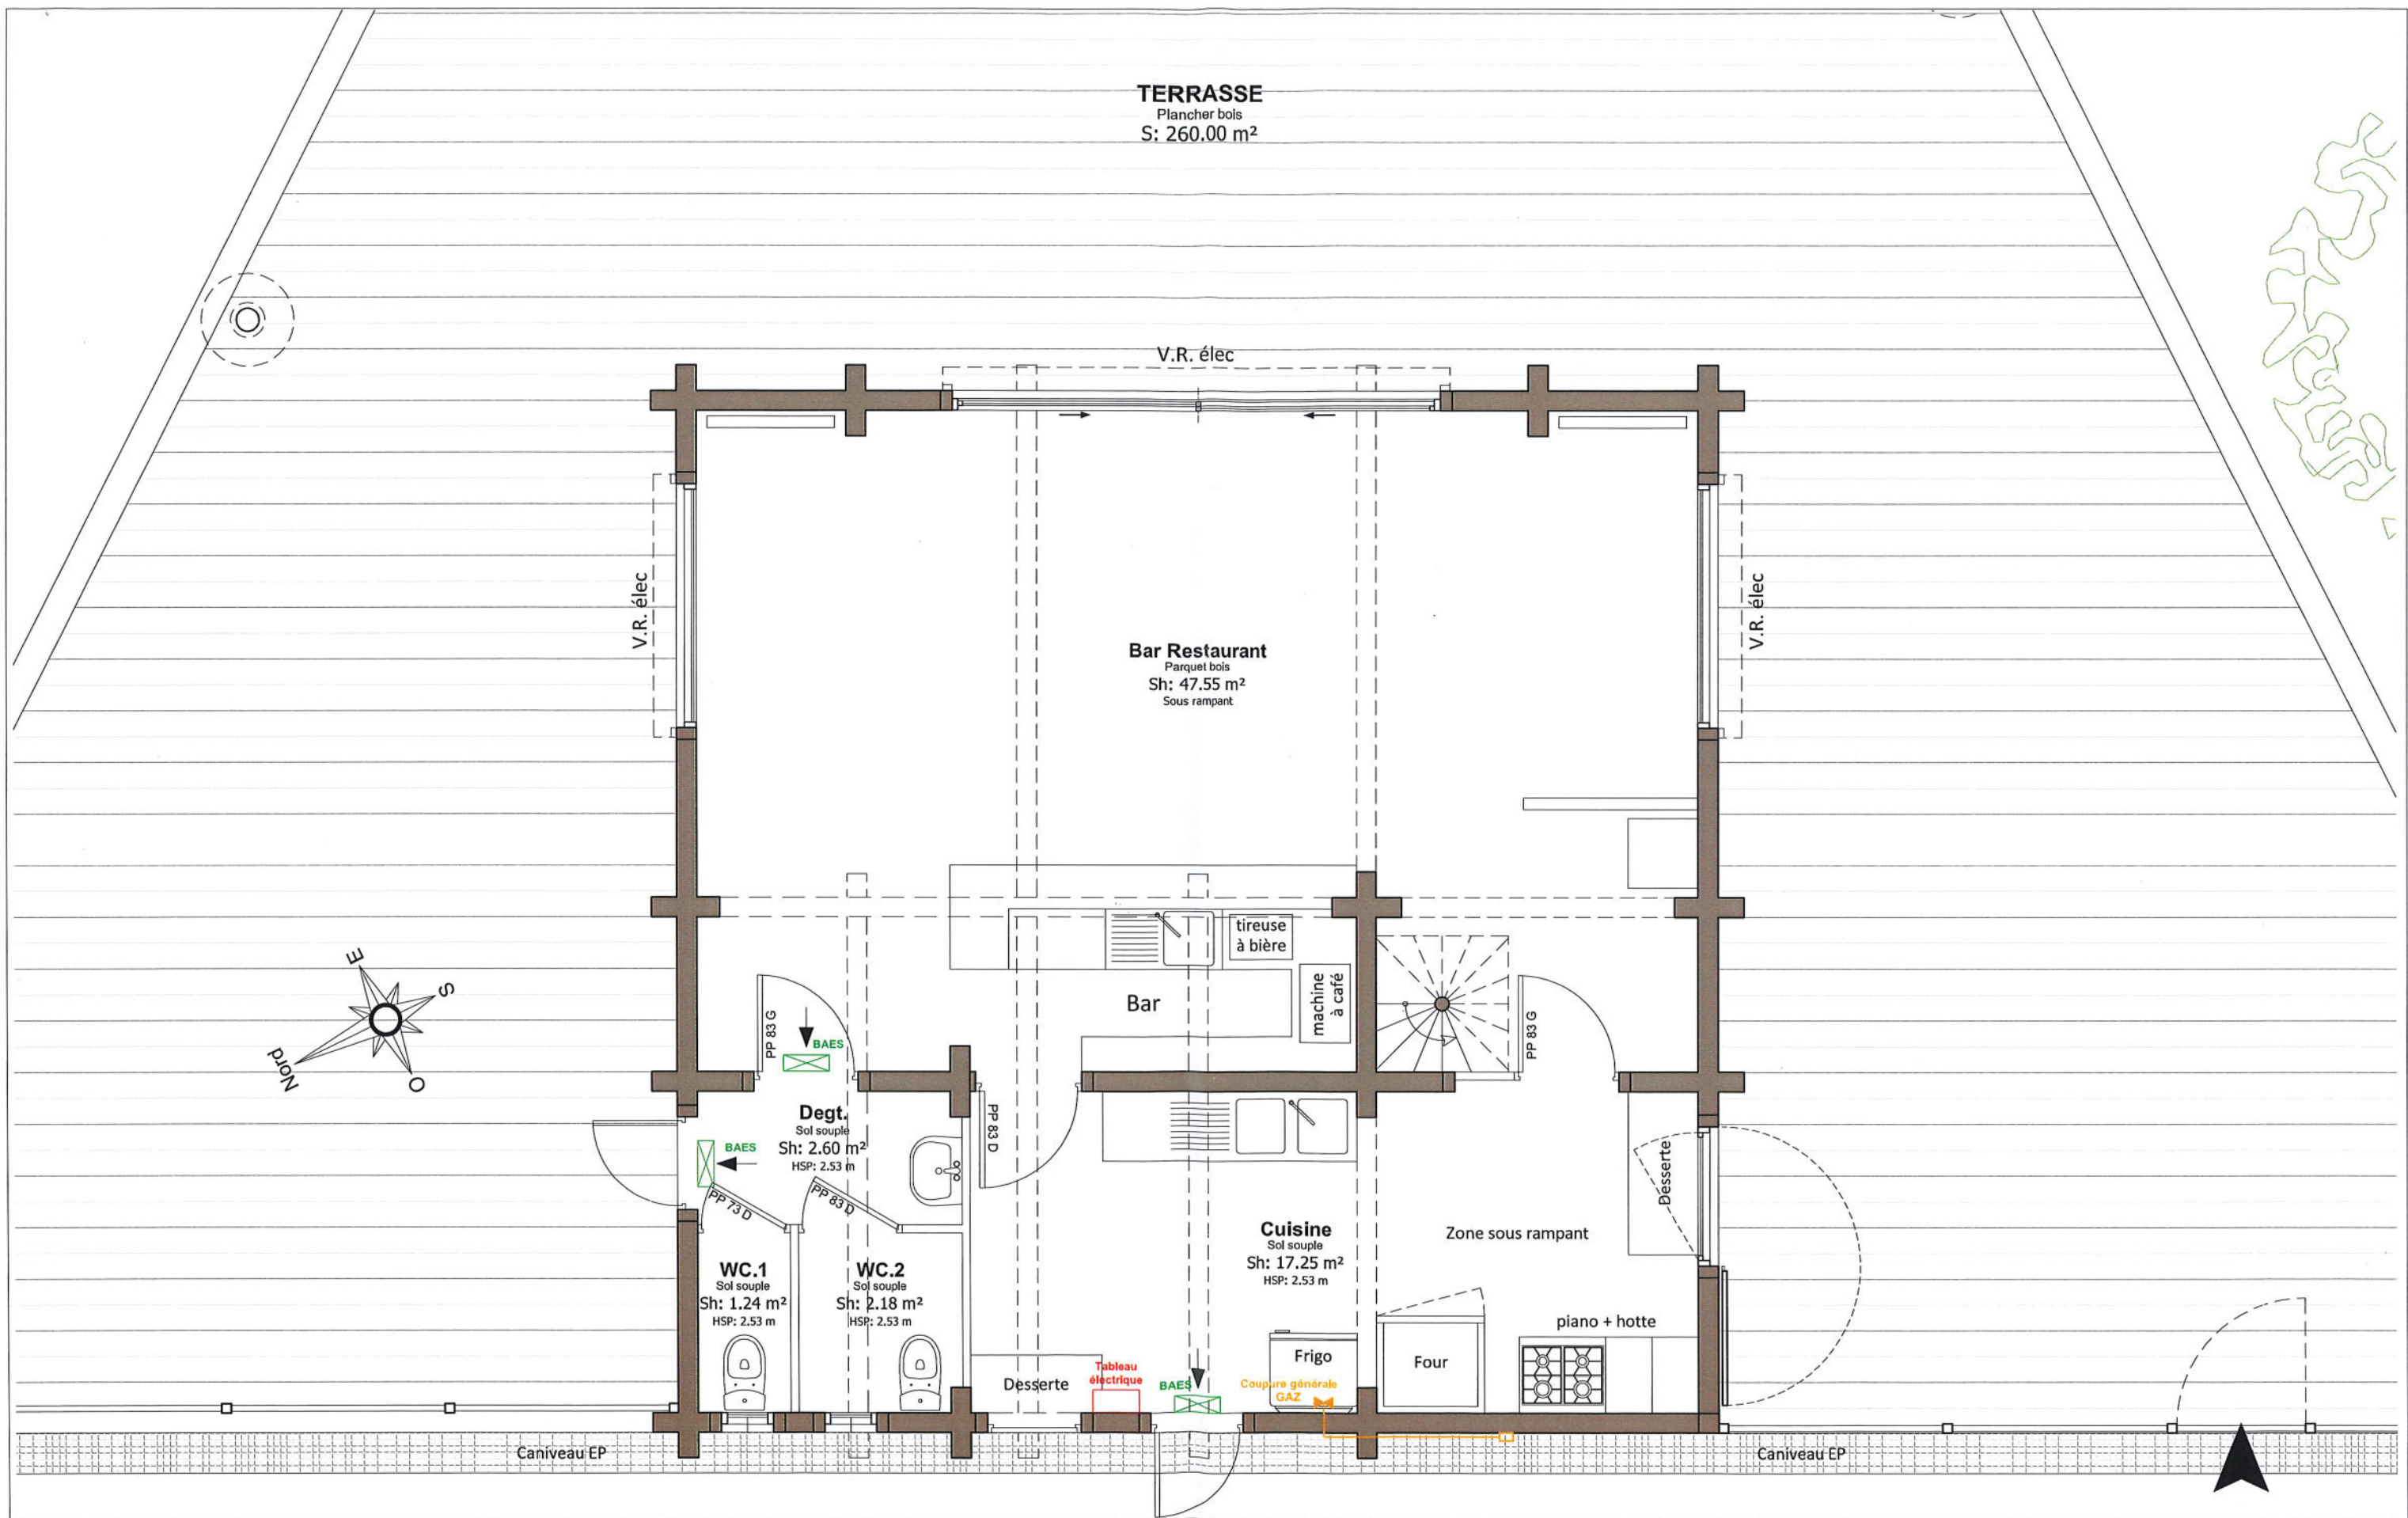 TERRASSE
Plancher bois
S: 260.00 m²
V.R. élec
V.R. élec
V.R. élec
Bar Restaurant
Parquet bois
Sh: 47.55 m²
Sous rampant
tireuse
à bière
machine
à café
Bar
E
S
Nord
O
PP 83 G
BAES
PP 83 G
Degt.
Sol souple
Sh: 2.60 m²
HSP: 2.53 m
BAES
PP 83 D
PP 73 D
PP 83 D
Desserte
Cuisine
Sol souple
Sh: 17.25 m²
HSP: 2.53 m
Zone sous rampant
WC.1
Sol souple
Sh: 1.24 m²
HSP: 2.53 m
WC.2
Sol souple
Sh: 2.18 m²
HSP: 2.53 m
piano + hotte
Frigo
Four
Desserte
Tableau
électrique
BAES
Coupure générale
GAZ
Caniveau EP
Caniveau EP